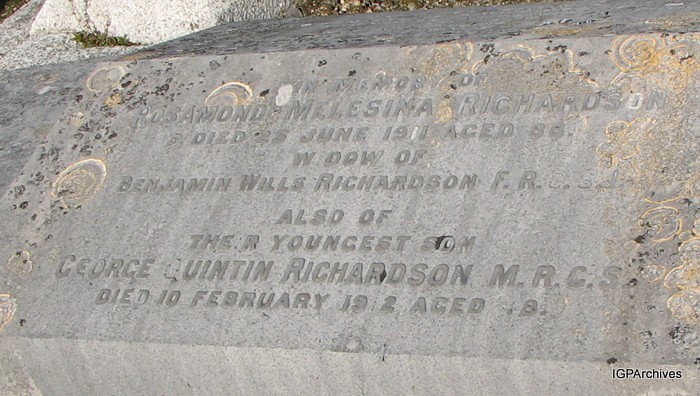 IN MEMORY OF
ROSAMOND MELESINA RICHARDSON
DIED 25 JUNE 1911 AGED
WIDOW OF
BENJAMIN WILLS RICHARDSON F.R.C.S.I.
ALSO OF
THEIR YOUNGEST SON
GEORGE QUINTIN RICHARDSON M.R.C.S.
DIED 10 FEBRUARY AGED
IGPArchives